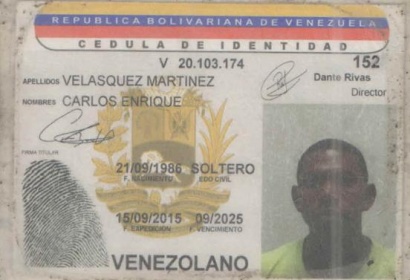 REPUBLICA BOLIVARIANA DE VENEZUELA
CEDULA DE IDENTIDAD
V 20.103.174
152
APELLIDOS VELASQUEZ MARTINEZ
Dante Rivas
Director
NOMBRES CARLOS ENRIQUE
FIRMA TITULAR
21/09/1986 SOLTERO
F. NACIMIENTO EDO CIVIL
15/09/2015 09/2025
F. EXPEDICION F. VENCIMIENTO
VENEZOLANO